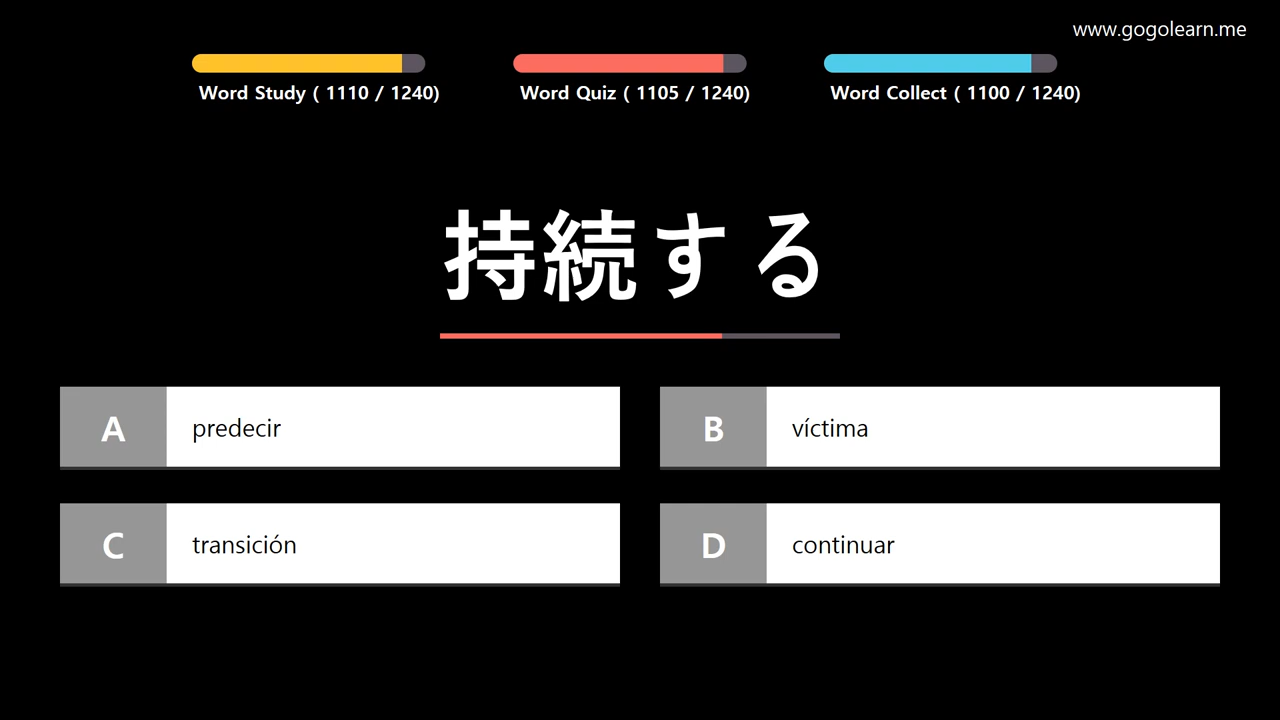 www.gogolearn.me
Word Study ( 1110 / 1240)
Word Quiz ( 1105 / 1240)
Word Collect ( 1100 / 1240)
持続する
A predecir
B víctima
C transición
D continuar